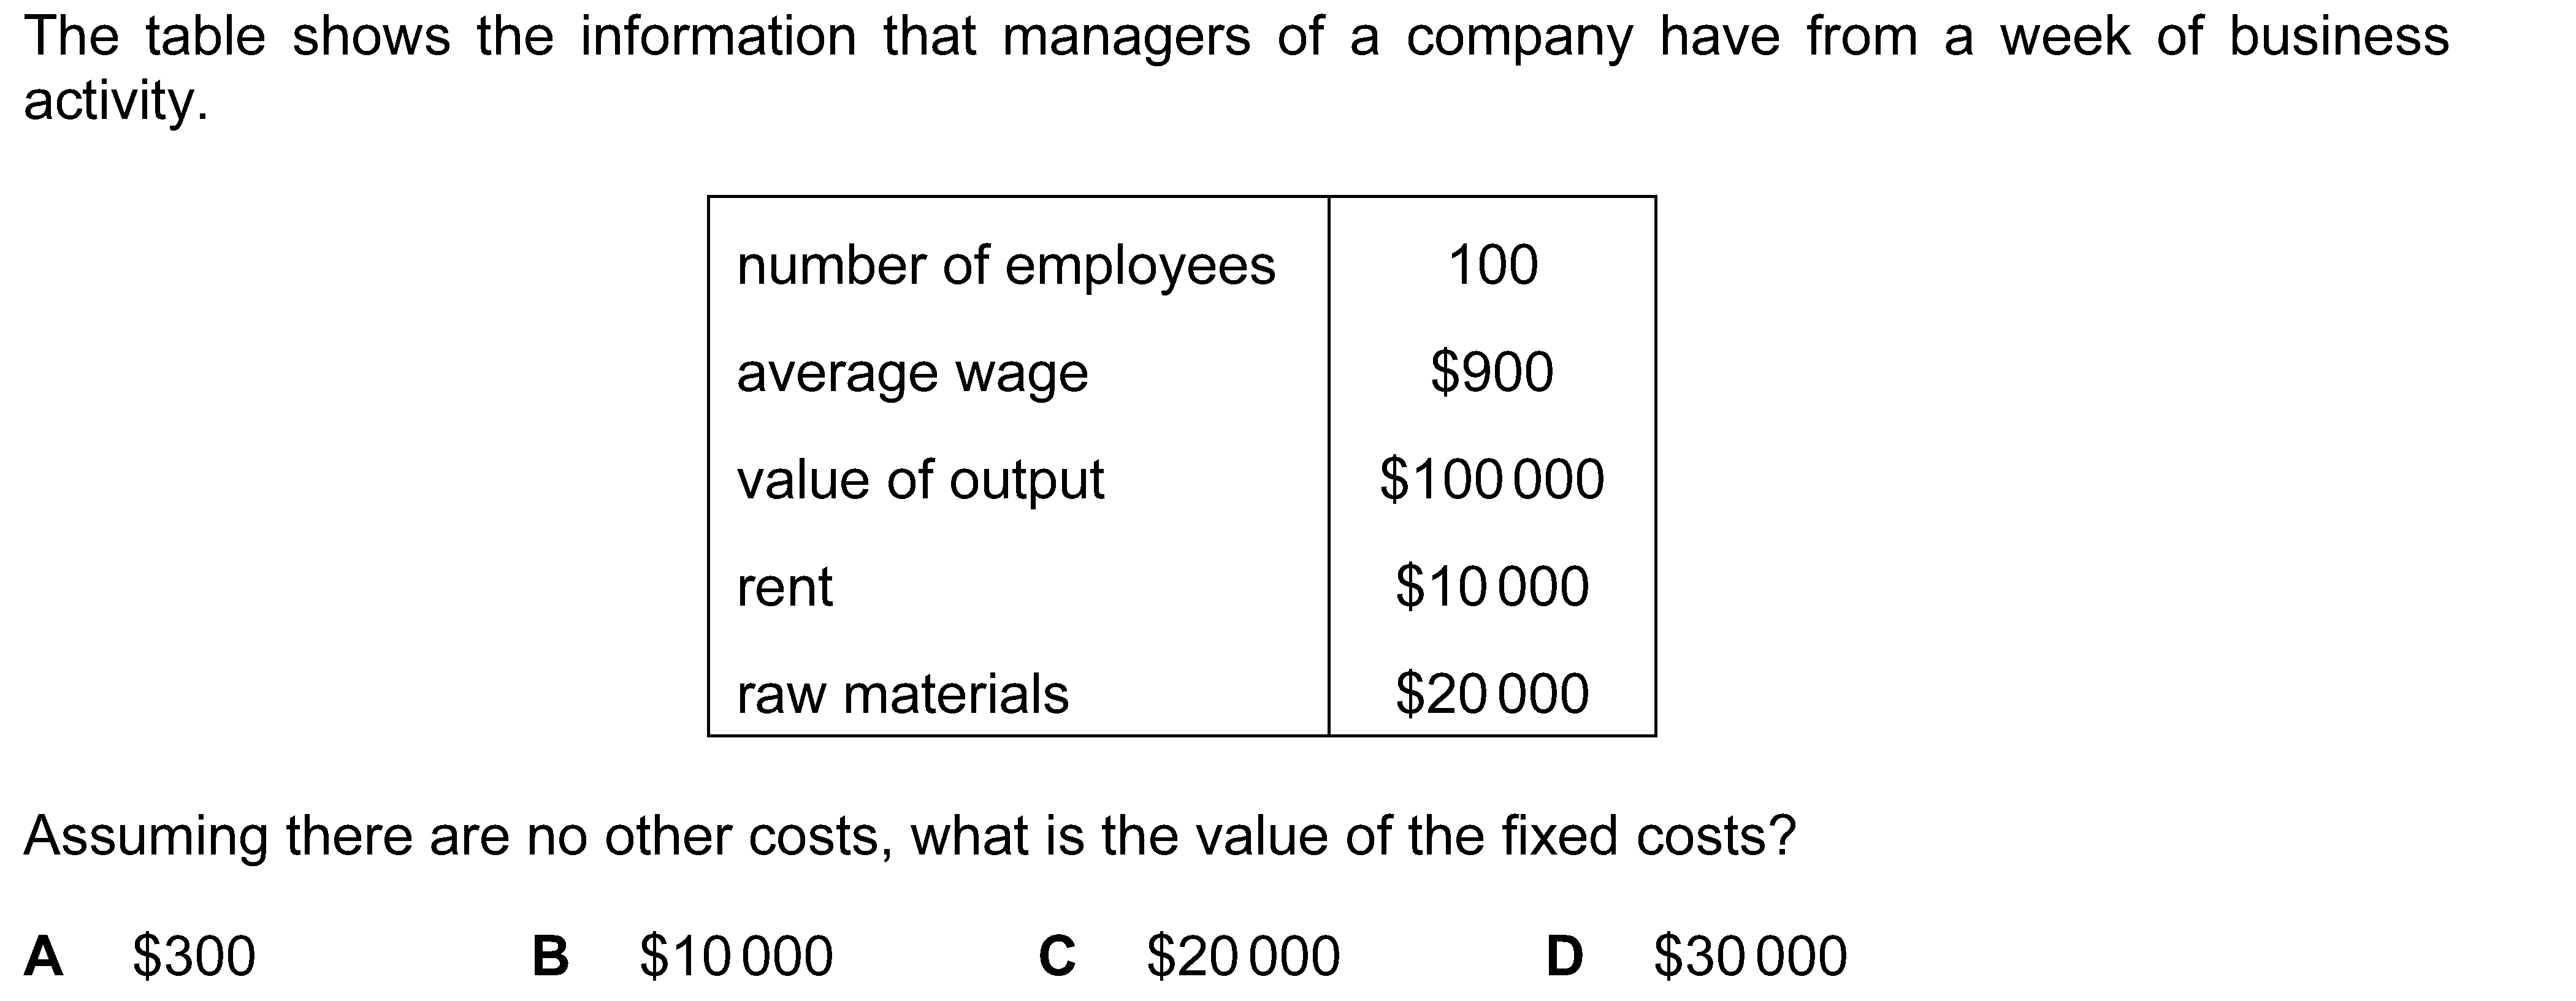 The table shows the information that managers of a company have from a week of business
activity.
number of employees 100
average wage $900
value of output $100 000
rent $10 000
raw materials $20 000
Assuming there are no other costs, what is the value of the fixed costs?
A $300 B $10 000 C $20 000 D $30 000